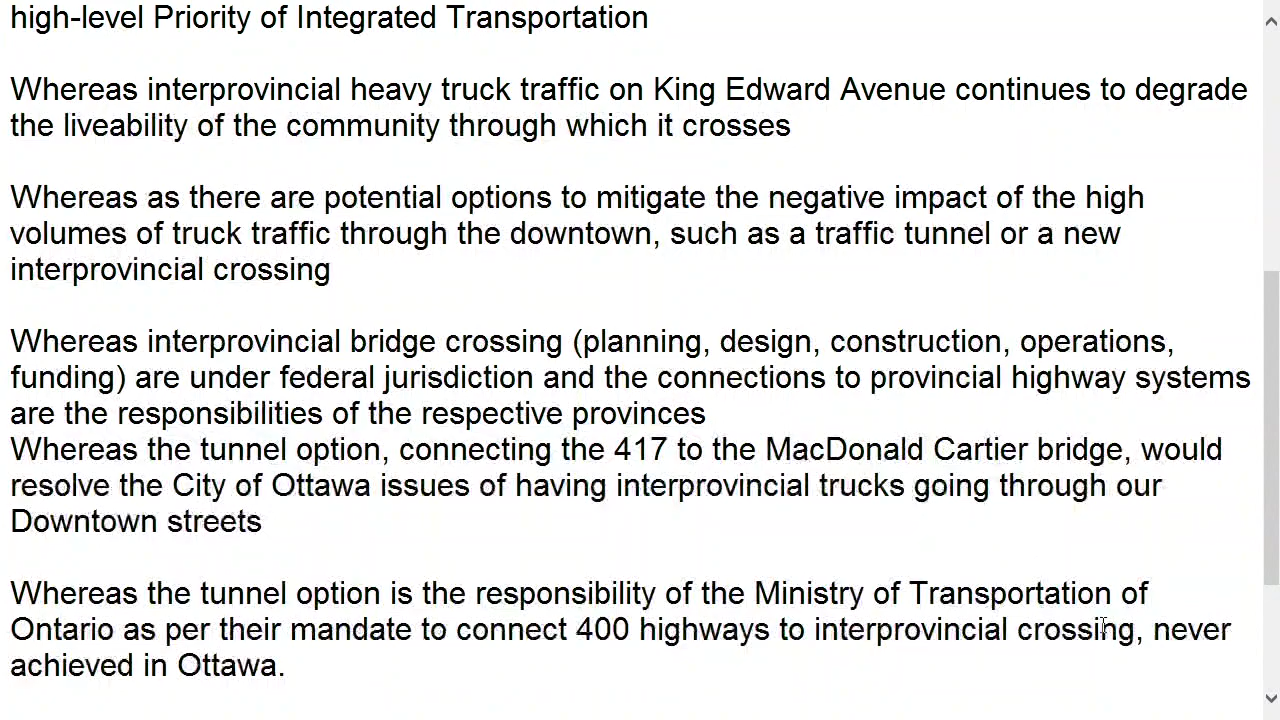 high-level Priority of Integrated Transportation
Whereas interprovincial heavy truck traffic on King Edward Avenue continues to degrade
the liveability of the community through which it crosses
Whereas as there are potential options to mitigate the negative impact of the high
volumes of truck traffic through the downtown, such as a traffic tunnel or a new
interprovincial crossing
Whereas interprovincial bridge crossing (planning, design, construction, operations,
funding) are under federal jurisdiction and the connections to provincial highway systems
are the responsibilities of the respective provinces
Whereas the tunnel option, connecting the 417 to the MacDonald Cartier bridge, would
resolve the City of Ottawa issues of having interprovincial trucks going through our
Downtown streets
Whereas the tunnel option is the responsibility of the Ministry of Transportation of
Ontario as per their mandate to connect 400 highways to interprovincial crossing, never
achieved in Ottawa.